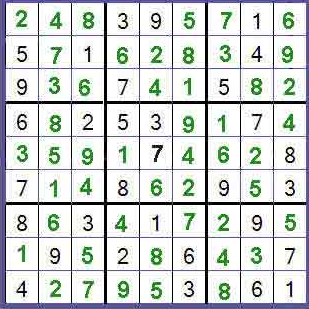 2 4 8 3 9 5 7 1 6
5 7 1 6 2 8 3 4 9
9 3 6 7 4 1 5 8 2
6 8 2 5 3 9 1 7 4
3 5 9 1 7 4 6 2 8
7 1 4 8 6 2 9 5 3
8 6 3 4 1 7 2 9 5
1 9 5 2 8 6 4 3 7
4 2 7 9 5 3 8 6 1